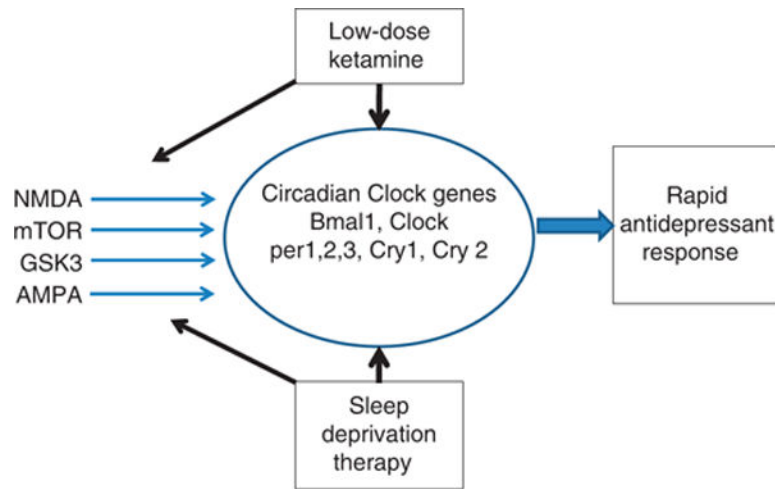 Low-dose
ketamine
NMDA
mTOR
GSK3
AMPA
Circadian Clock genes
Bmal1, Clock
per1,2,3, Cry1, Cry 2
Rapid
antidepressant
response
Sleep
deprivation
therapy